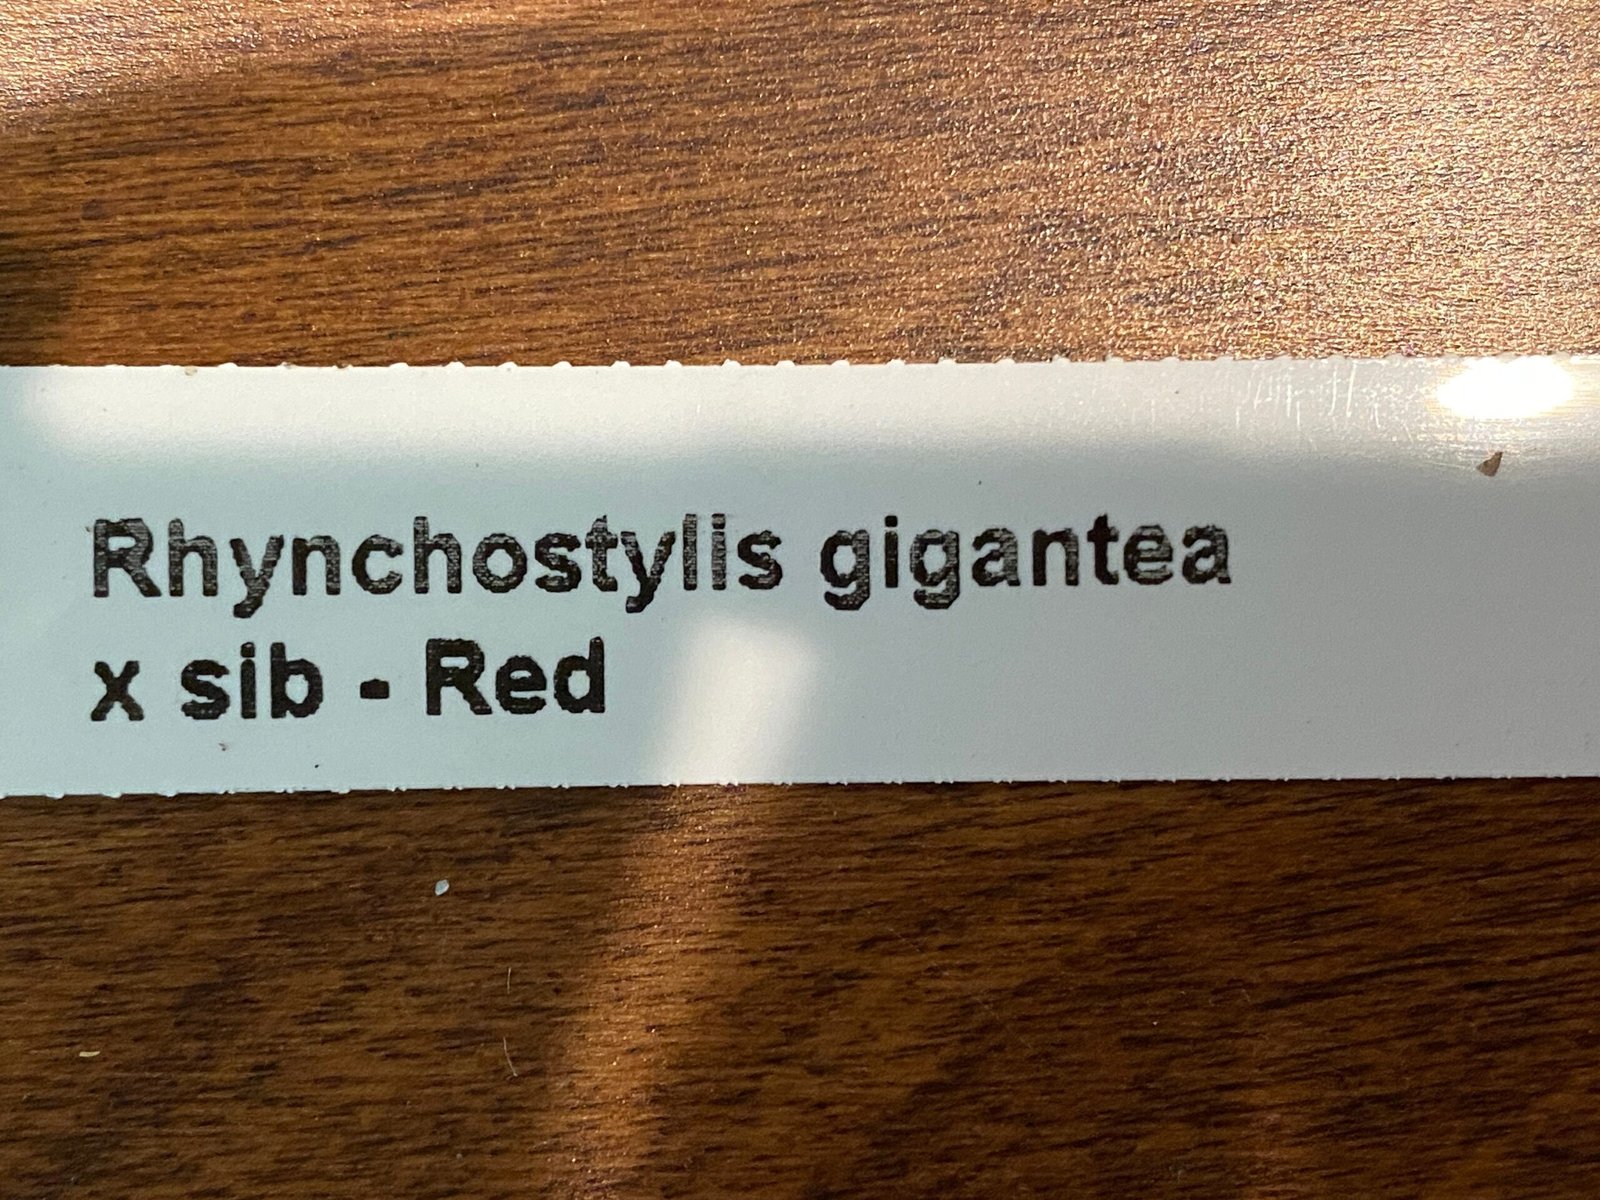 Rhynchostylis gigantea
x sib - Red